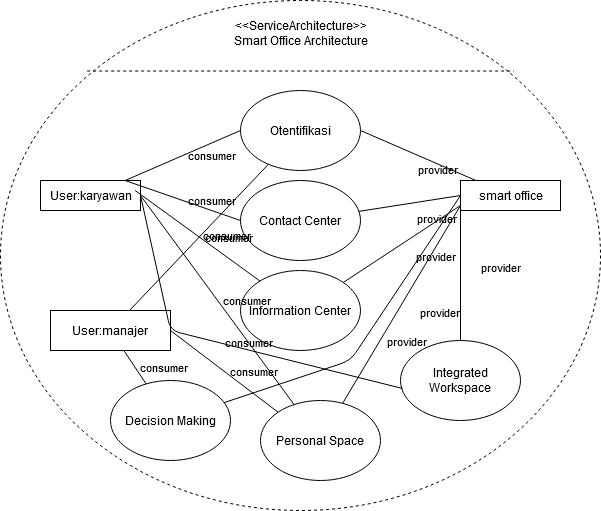 <<ServiceArchitecture>>
Smart Office Architecture
Otentifikasi
consumer
provider
User:karyawan
smart office
consumer
Contact Center
provider
consumer
consumer
provider
provider
consumer
Information Center
provider
User:manajer
consumer
provider
consumer
consumer
Integrated
Workspace
Decision Making
Personal Space